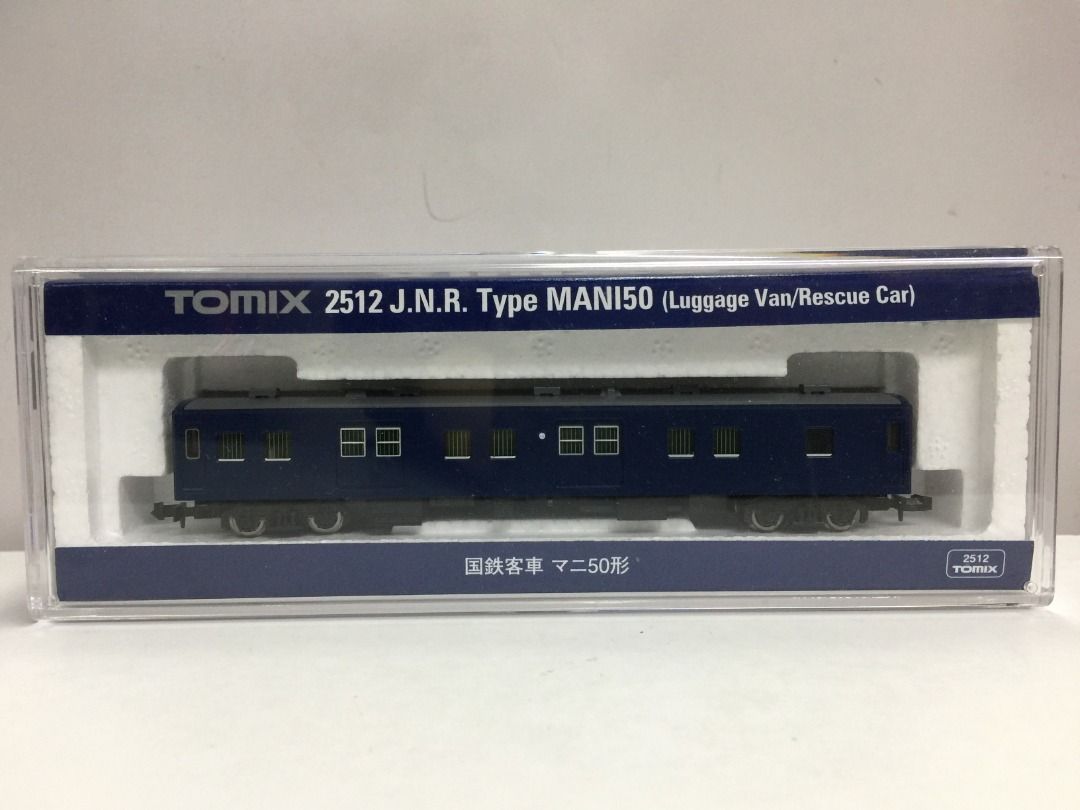 TOMIX 2512 J.N.R. Type MANI50 (Luggage Van/Rescue Car)
国鉄客車 マニ50形
2512
TOMIX